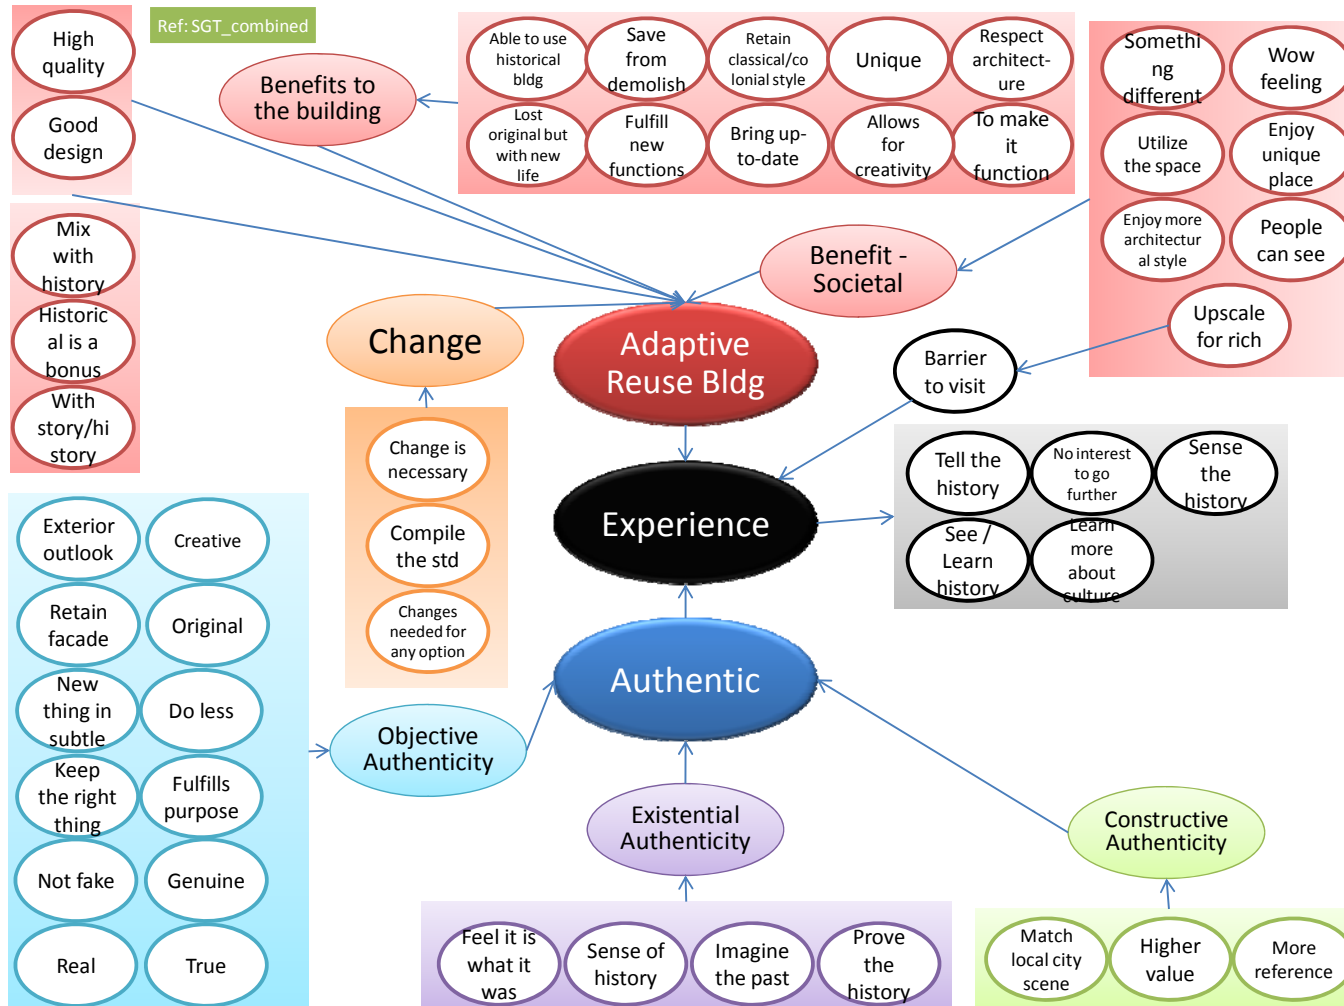 Ref: SGT_combined
High
quality
Good
design
Mix
with
history
Historic
al is a
bonus
With
story/hi
story
Benefits to
the building
Able to use
historical
bldg
Save
from
demolish
Retain
classical/co
lonial style
Unique
Respect
architect-
ure
Lost
original but
with new
life
Fulfill
new
functions
Bring up-
to-date
Allows
for
creativity
To make
it
function
Somethi
ng
different
Wow
feeling
Utilize
the space
Enjoy
unique
place
Enjoy more
architectur
al style
People
can see
Upscale
for rich
Benefit -
Societal
Change
Adaptive
Reuse Bldg
Barrier
to visit
Change is
necessary
Compile
the std
Changes
needed for
any option
Experience
Tell the
history
No interest
to go
further
Sense
the
history
See /
Learn
history
Learn
more
about
culture
Exterior
outlook
Creative
Retain
facade
Original
New
thing in
subtle
Do less
Keep
the right
thing
Fulfills
purpose
Not fake
Genuine
Real
True
Authentic
Objective
Authenticity
Existential
Authenticity
Constructive
Authenticity
Feel it is
what it
was
Sense of
history
Imagine
the past
Prove
the
history
Match
local city
scene
Higher
value
More
reference